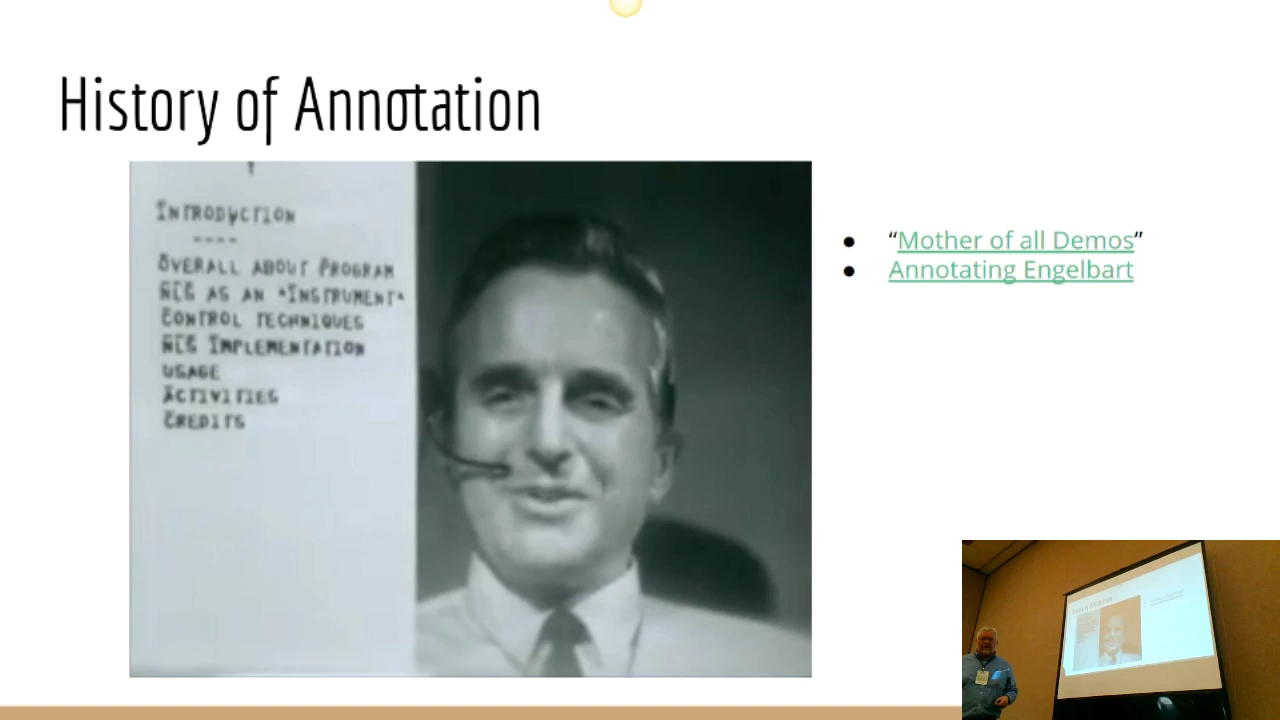 History of Annotation
INTRODUCTION
----
OVERALL ABOUT PROGRAM
NLS AS AN "INSTRUMENT"
CONTROL TECHNIQUES
NLS IMPLEMENTATION
USAGE
ACTIVITIES
CREDITS
● “Mother of all Demos”
● Annotating Engelbart